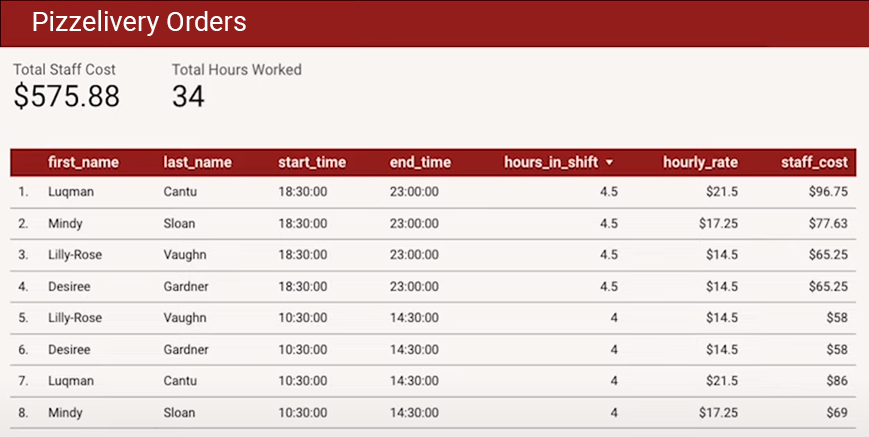 Pizzelivery Orders
Total Staff Cost Total Hours Worked
$575.88 34
first_name last_name start_time end_time hours_in_shift hourly_rate staff_cost
1. Luqman Cantu 18:30:00 23:00:00 4.5 $21.5 $96.75
2. Mindy Sloan 18:30:00 23:00:00 4.5 $17.25 $77.63
3. Lilly-Rose Vaughn 18:30:00 23:00:00 4.5 $14.5 $65.25
4. Desiree Gardner 18:30:00 23:00:00 4.5 $14.5 $65.25
5. Lilly-Rose Vaughn 10:30:00 14:30:00 4 $14.5 $58
6. Desiree Gardner 10:30:00 14:30:00 4 $14.5 $58
7. Luqman Cantu 10:30:00 14:30:00 4 $21.5 $86
8. Mindy Sloan 10:30:00 14:30:00 4 $17.25 $69